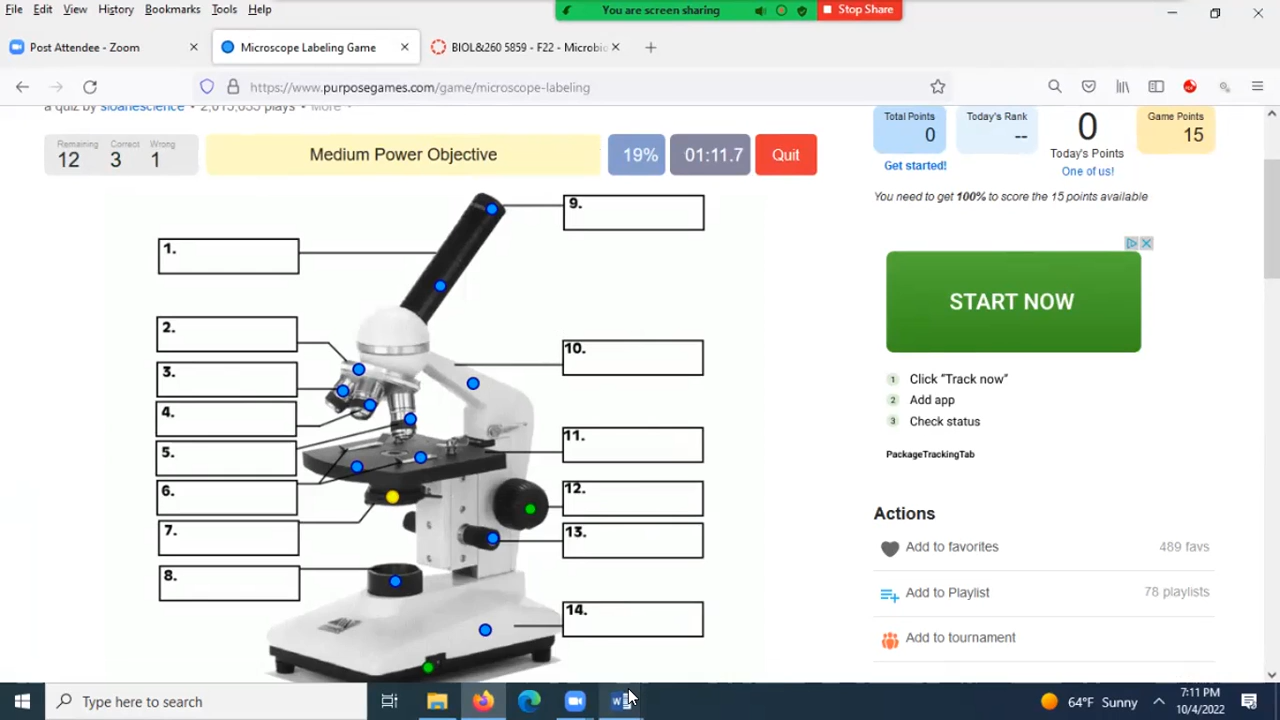 File Edit View History Bookmarks Tools Help
You are screen sharing
Stop Share
Post Attendee - Zoom
Microscope Labeling Game
BIOL&260 5859 - F22 - Microbio
https://www.purposegames.com/game/microscope-labeling
a quiz by sloanescience • 2,015,635 plays • More
Remaining
12
Correct
3
Wrong
1
Medium Power Objective
19%
01:11.7
Quit
Total Points
0
Get started!
Today's Rank
--
0
Today's Points
One of us!
Game Points
15
You need to get 100% to score the 15 points available
1.
2.
3.
4.
5.
6.
7.
8.
9.
10.
11.
12.
13.
14.
START NOW
1 Click “Track now”
2 Add app
3 Check status
PackageTrackingTab
Actions
Add to favorites 489 favs
Add to Playlist 78 playlists
Add to tournament
Type here to search
64°F Sunny
7:11 PM
10/4/2022